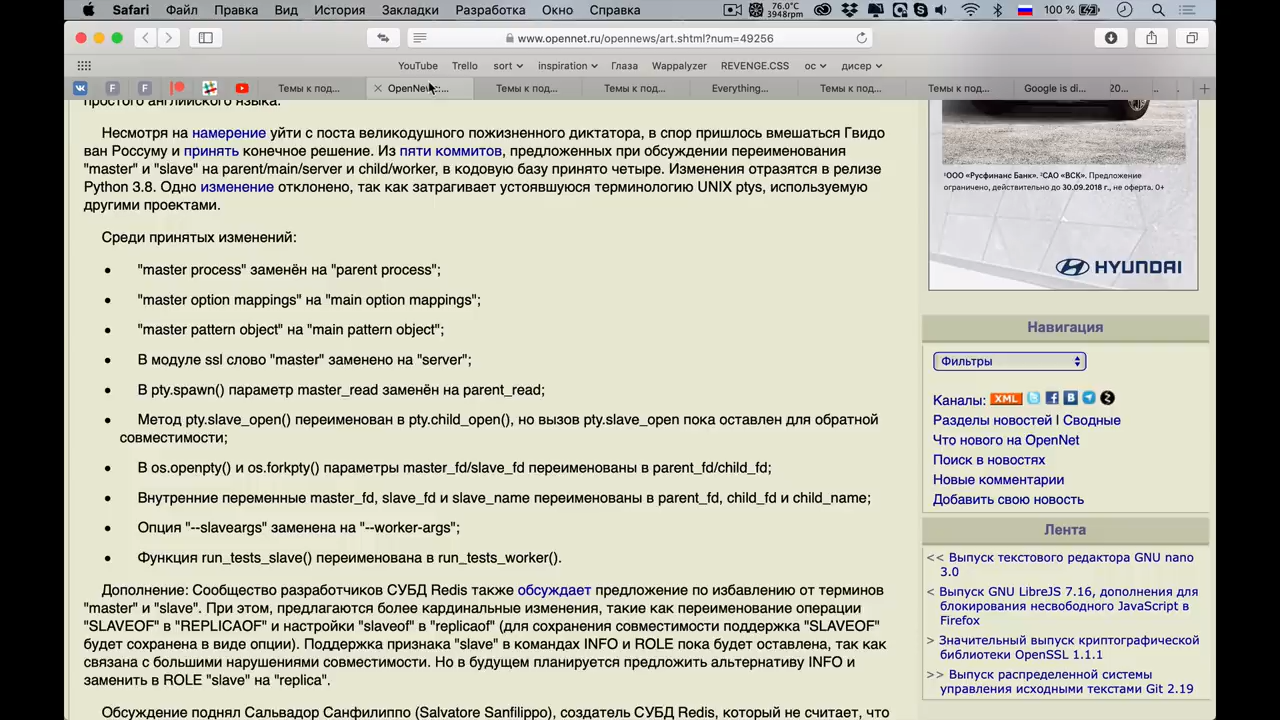 Safari Файл Правка Вид История Закладки Разработка Окно Справка 76.0°C 3948rpm 100 %
www.opennet.ru/opennews/art.shtml?num=49256
YouTube Trello sort inspiration Глаза Wappalyzer REVENGE.CSS ос дисер
Темы к под... OpenNe...:... Темы к под... Темы к под... Everything... Темы к под... Темы к под... Google is di... 20...
простого английского языка.
Несмотря на намерение уйти с поста великодушного пожизненного диктатора, в спор пришлось вмешаться Гвидо
ван Россуму и принять конечное решение. Из пяти коммитов, предложенных при обсуждении переименования
"master" и "slave" на parent/main/server и child/worker, в кодовую базу принято четыре. Изменения отразятся в релизе
Python 3.8. Одно изменение отклонено, так как затрагивает устоявшуюся терминологию UNIX ptys, используемую
другими проектами.
Среди принятых изменений:
• "master process" заменён на "parent process";
• "master option mappings" на "main option mappings";
• "master pattern object" на "main pattern object";
• В модуле ssl слово "master" заменено на "server";
• В pty.spawn() параметр master_read заменён на parent_read;
• Метод pty.slave_open() переименован в pty.child_open(), но вызов pty.slave_open пока оставлен для обратной
совместимости;
• В os.openpty() и os.forkpty() параметры master_fd/slave_fd переименованы в parent_fd/child_fd;
• Внутренние переменные master_fd, slave_fd и slave_name переименованы в parent_fd, child_fd и child_name;
• Опция "--slaveargs" заменена на "--worker-args";
• Функция run_tests_slave() переименована в run_tests_worker().
Дополнение: Сообщество разработчиков СУБД Redis также обсуждает предложение по избавлению от терминов
"master" и "slave". При этом, предлагаются более кардинальные изменения, такие как переименование операции
"SLAVEOF" в "REPLICAOF" и настройки "slaveof" в "replicaof" (для сохранения совместимости поддержка "SLAVEOF"
будет сохранена в виде опции). Поддержка признака "slave" в командах INFO и ROLE пока будет оставлена, так как
связана с большими нарушениями совместимости. Но в будущем планируется предложить альтернативу INFO и
заменить в ROLE "slave" на "replica".
Обсуждение поднял Сальвадор Санфилиппо (Salvatore Sanfilippo), создатель СУБД Redis, который не считает, что
¹ООО «Русфинанс Банк». ²САО «ВСК». Предложение
ограничено, действительно до 30.09.2018 г., не оферта. 0+
HYUNDAI
Навигация
Фильтры
Каналы: XML
Разделы новостей | Сводные
Что нового на OpenNet
Поиск в новостях
Новые комментарии
Добавить свою новость
Лента
<< Выпуск текстового редактора GNU nano
3.0
< Выпуск GNU LibreJS 7.16, дополнения для
блокирования несвободного JavaScript в
Firefox
> Значительный выпуск криптографической
библиотеки OpenSSL 1.1.1
>> Выпуск распределенной системы
управления исходными текстами Git 2.19